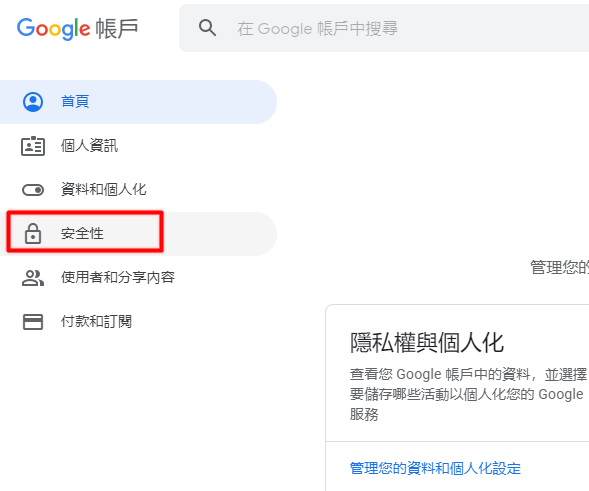 Google 帳戶
在 Google 帳戶中搜尋
首頁
個人資訊
資料和個人化
安全性
使用者和分享內容
付款和訂閱
管理您的
隱私權與個人化
查看您 Google 帳戶中的資料，並選擇
要儲存哪些活動以個人化您的 Google
服務
管理您的資料和個人化設定